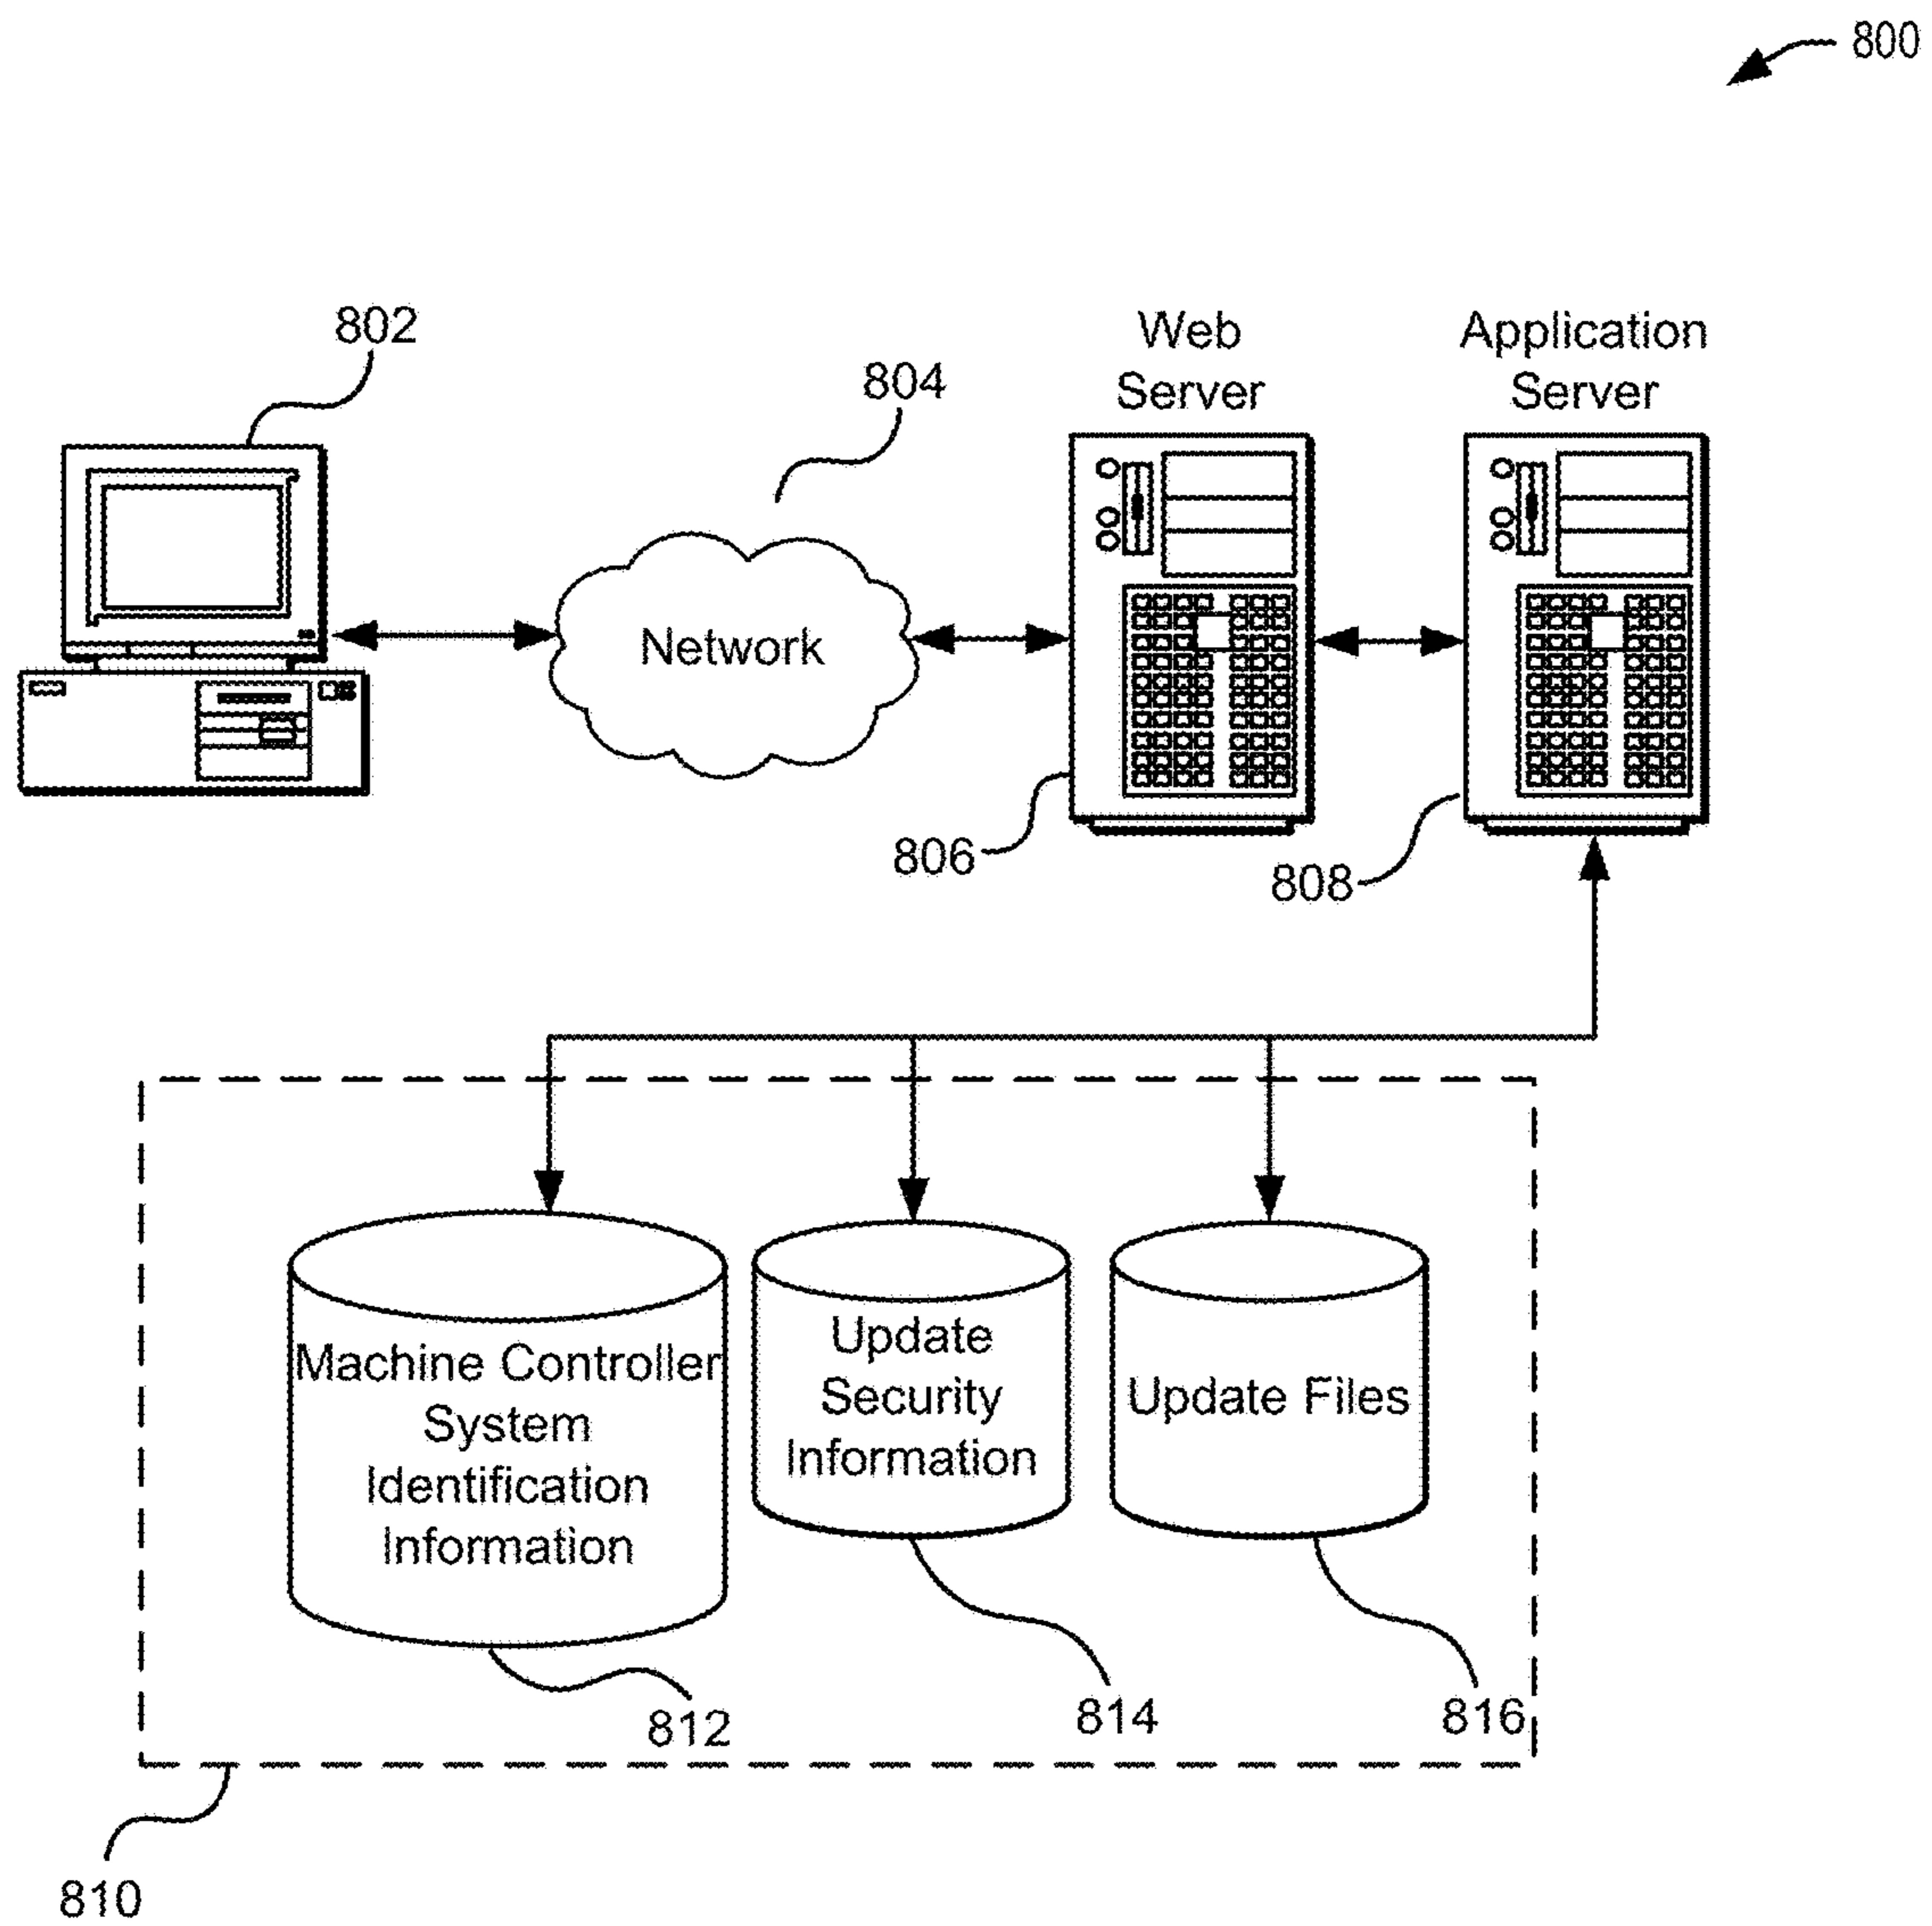 800
802
804
Web
Server
Application
Server
Network
806
808
Machine Controller
System
Identification
Information
Update
Security
Information
Update Files
812
814
816
810